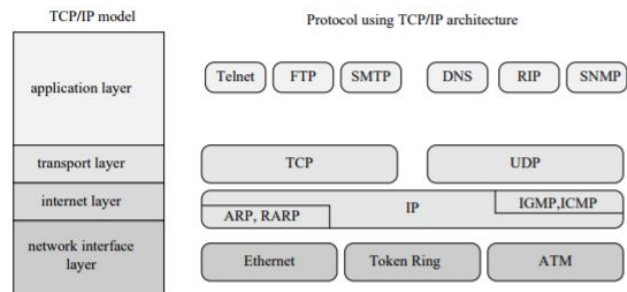 TCP/IP model
Protocol using TCP/IP architecture
application layer
Telnet FTP SMTP DNS RIP SNMP
transport layer
TCP UDP
internet layer
ARP, RARP IP IGMP,ICMP
network interface
layer
Ethernet Token Ring ATM